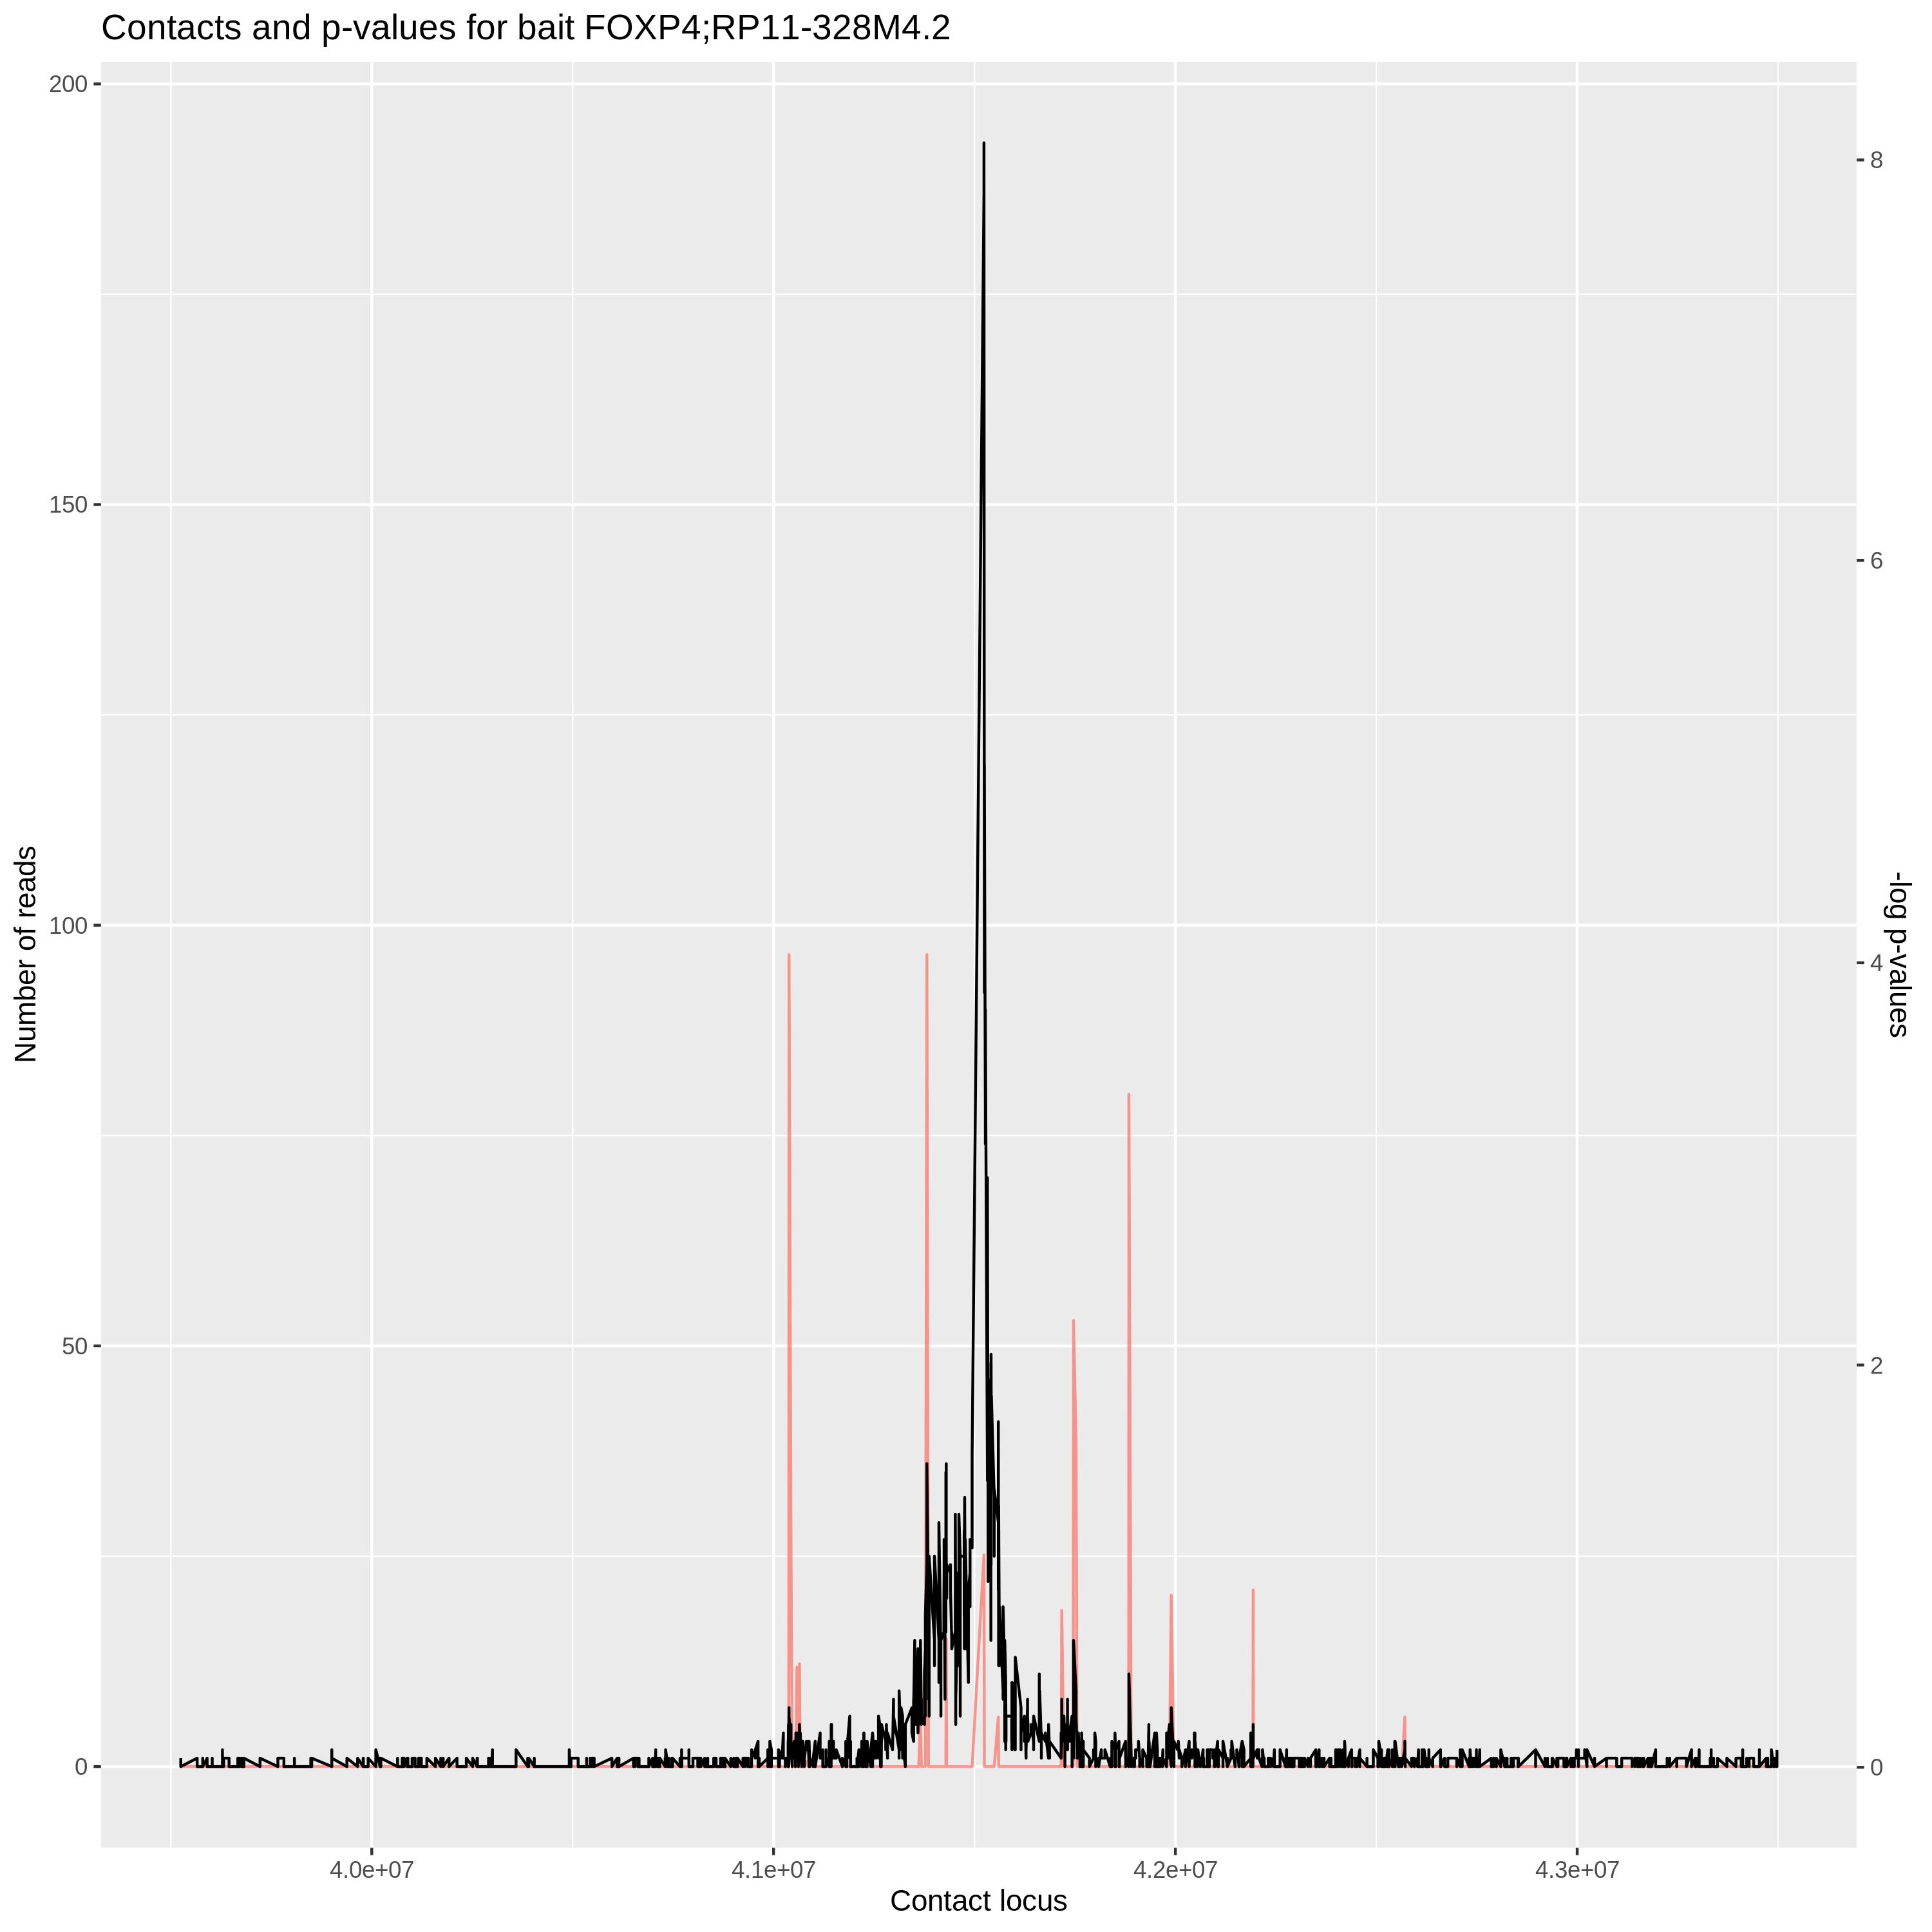 Contacts and p-values for bait FOXP4;RP11-328M4.2
200
150
100
50
0
Number of reads
8
6
4
2
0
-log p-values
4.0e+07
4.1e+07
4.2e+07
4.3e+07
Contact locus